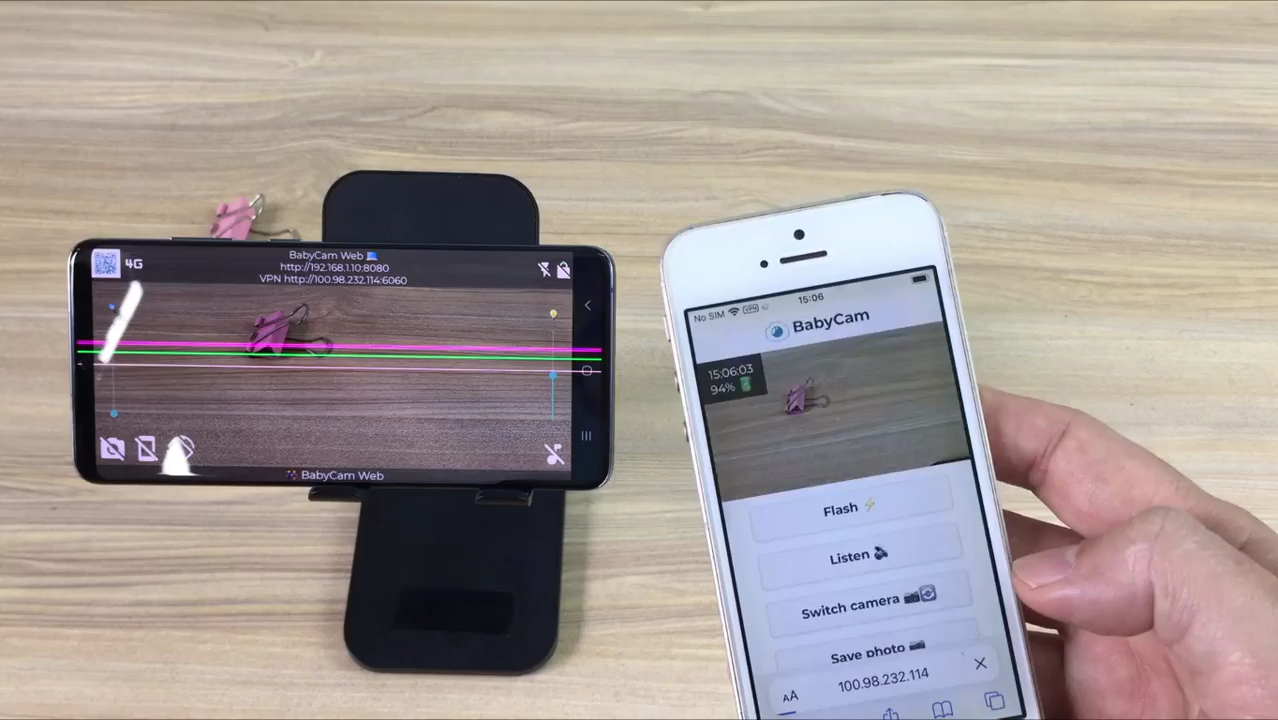 4G
BabyCam Web
http://192.168.1.10:8080
VPN http://100.98.232.114:6060
BabyCam Web
No SIM VPN
15:06
BabyCam
15:06:03
94%
Flash
Listen
Switch camera
Save photo
AA 100.98.232.114